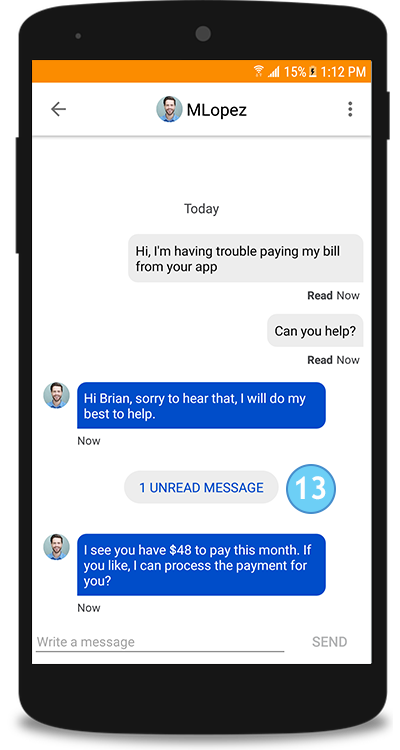 15% 1:12 PM
MLopez
Today
Hi, I'm having trouble paying my bill
from your app
Read Now
Can you help?
Read Now
Hi Brian, sorry to hear that, I will do my
best to help.
Now
1 UNREAD MESSAGE
13
I see you have $48 to pay this month. If
you like, I can process the payment for
you?
Now
Write a message SEND